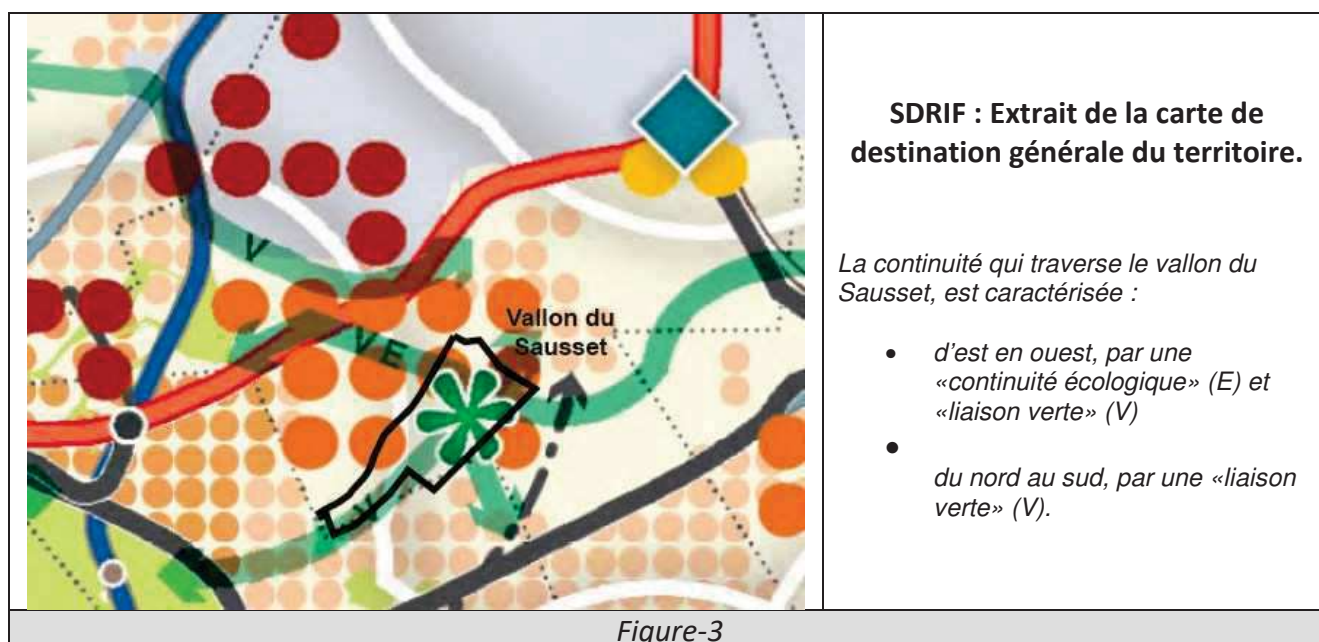 V
V E
Vallon du
Sausset
V
SDRIF : Extrait de la carte de
destination générale du territoire.
La continuité qui traverse le vallon du
Sausset, est caractérisée :
• d'est en ouest, par une
«continuité écologique» (E) et
«liaison verte» (V)
•
du nord au sud, par une «liaison
verte» (V).
Figure-3